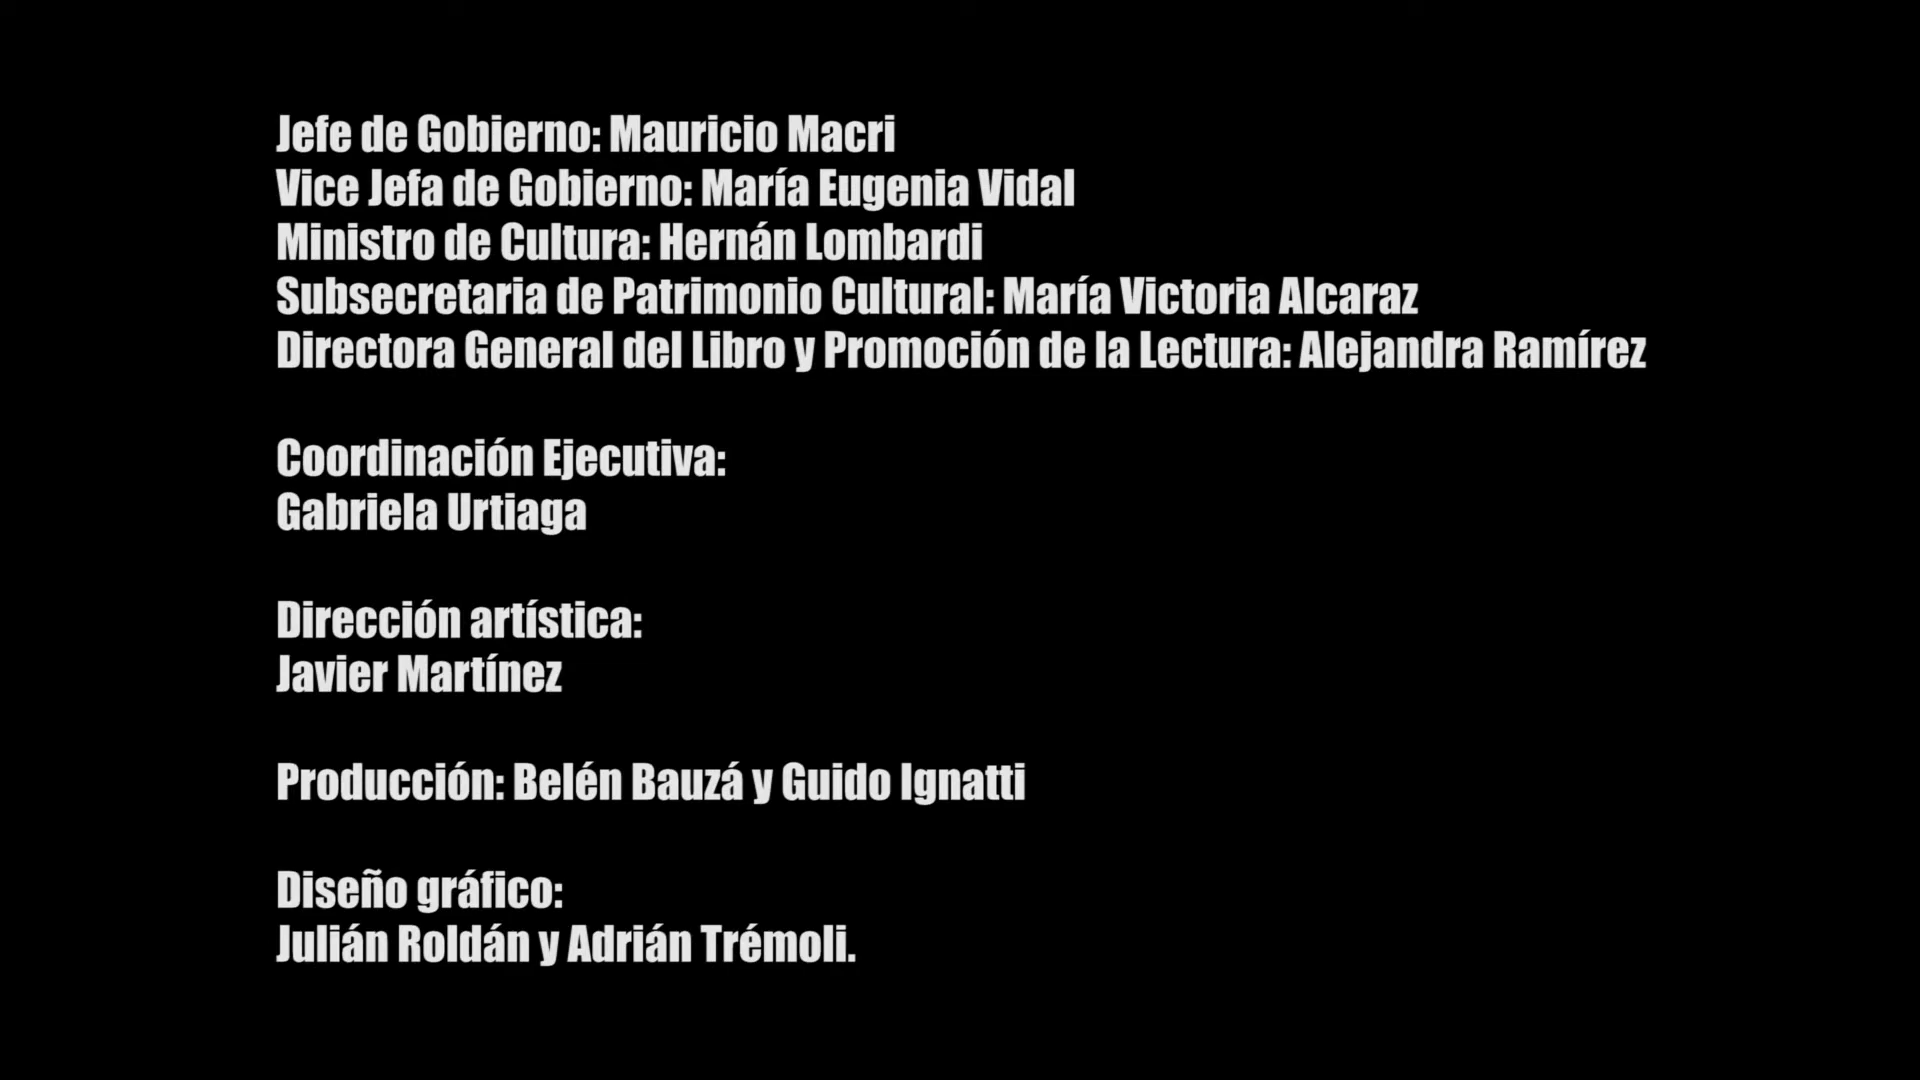 Jefe de Gobierno: Mauricio Macri
Vice Jefa de Gobierno: María Eugenia Vidal
Ministro de Cultura: Hernán Lombardi
Subsecretaria de Patrimonio Cultural: María Victoria Alcaraz
Directora General del Libro y Promoción de la Lectura: Alejandra Ramírez
Coordinación Ejecutiva:
Gabriela Urtiaga
Dirección artística:
Javier Martínez
Producción: Belén Bauzá y Guido Ignatti
Diseño gráfico:
Julián Roldán y Adrián Trémoli.